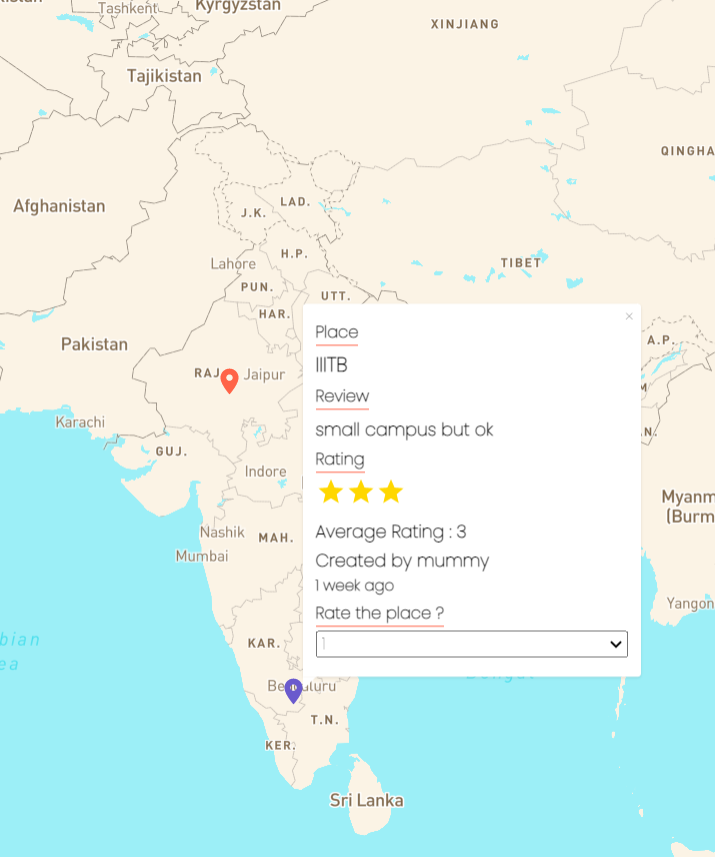 Tashkent
Kyrgyzstan
XINJIANG
Tajikistan
QINGHA
Afghanistan
LAD.
J.K.
H.P.
Lahore
TIBET
PUN.
UTT.
HAR.
×
Place
Pakistan
A.P.
IIITB
RAJ.
Jaipur
Review
Karachi
small campus but ok
N.
GUJ.
Rating
Indore
Myanm
(Burm
Nashik
MAH.
Average Rating : 3
Mumbai
Created by mummy
1 week ago
Yangon
Rate the place ?
bian
ea
KAR.
1
T.N.
KER.
Sri Lanka